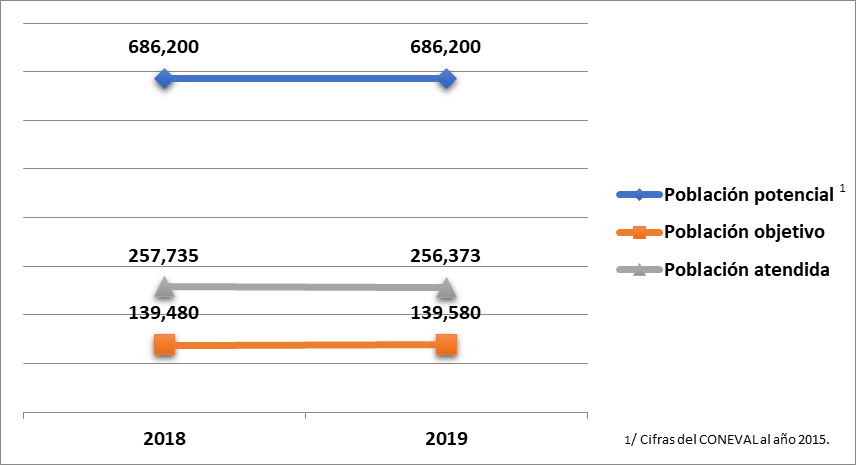 686,200 686,200
257,735 256,373
139,480 139,580
2018 2019
Población potencial 1
Población objetivo
Población atendida
1/ Cifras del CONEVAL al año 2015.